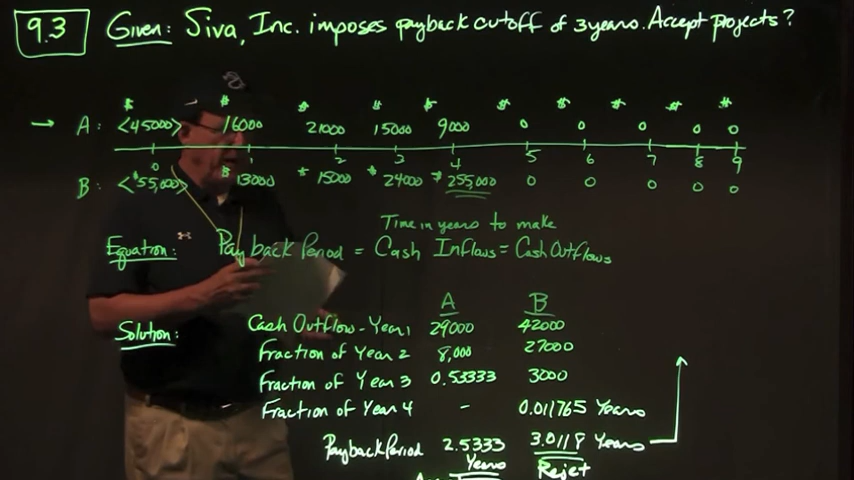 9.3 Given: Siva, Inc. imposes payback cutoff of 3 years. Accept Projects?
→ A: <$45000> $16000 $21000 $15000 $9000 $0 $0 $0 $0 $0
0 1 2 3 4 5 6 7 8 9
B: <$55,000> $13000 $15000 $24000 $255,000 0 0 0 0 0
Time in years to make
Equation: Payback Period = Cash Inflows = Cash Outflows
A B
Solution: Cash Outflow - Year 1 29000 42000
Fraction of Year 2 8,000 27000
Fraction of Year 3 0.53333 3000
Fraction of Year 4 - 0.011765 Years
Payback Period 2.5333 3.0118 Years
Years Rejet